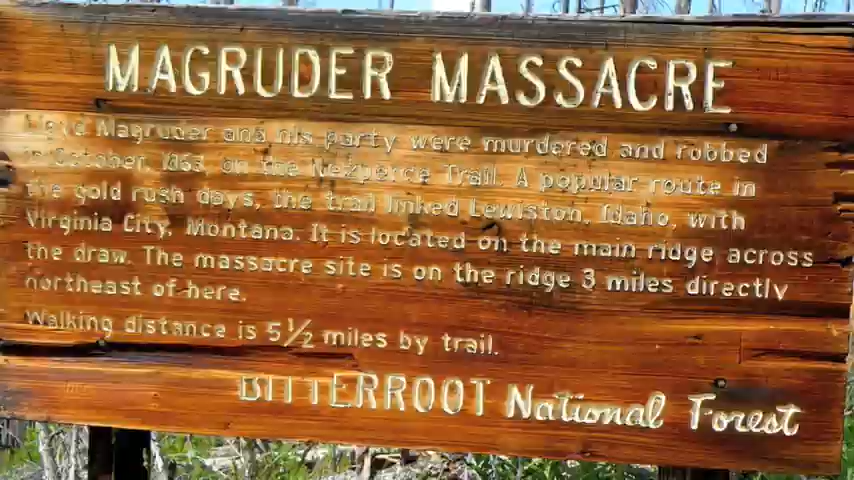 MAGRUDER MASSACRE
Lloyd Magruder and his party were murdered and robbed
in October, 1863, on the Nezperce Trail. A popular route in
the gold rush days, the trail linked Lewiston, Idaho, with
Virginia City, Montana. It is located on the main ridge across
the draw. The massacre site is on the ridge 3 miles directly
northeast of here.
Walking distance is 5½ miles by trail.
BITTERROOT National Forest